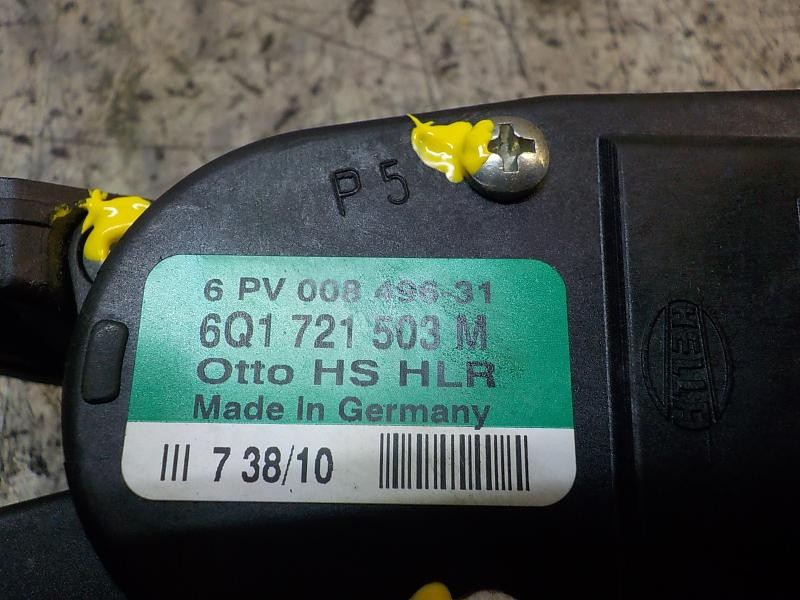 P 5
6 PV 008 496-31
6Q1 721 503 M
Otto HS HLR
Made In Germany
III 7 38/10
HELLA